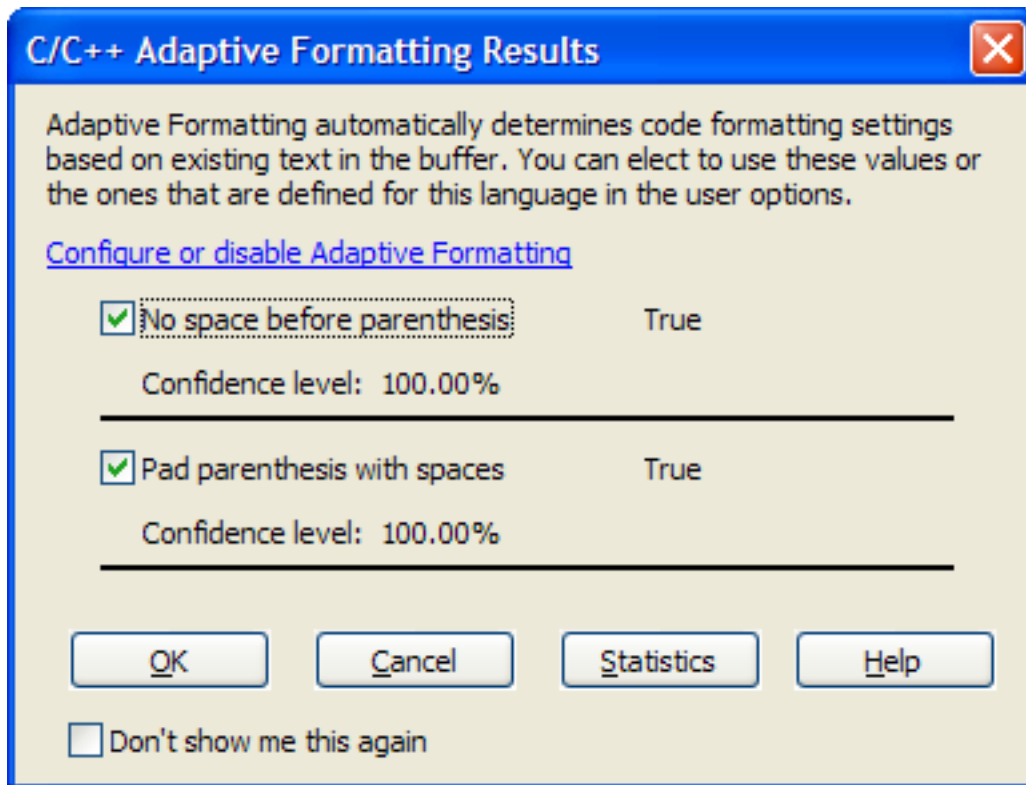 C/C++ Adaptive Formatting Results
Adaptive Formatting automatically determines code formatting settings
based on existing text in the buffer. You can elect to use these values or
the ones that are defined for this language in the user options.
Configure or disable Adaptive Formatting
No space before parenthesis True
Confidence level: 100.00%
Pad parenthesis with spaces True
Confidence level: 100.00%
OK Cancel Statistics Help
Don't show me this again